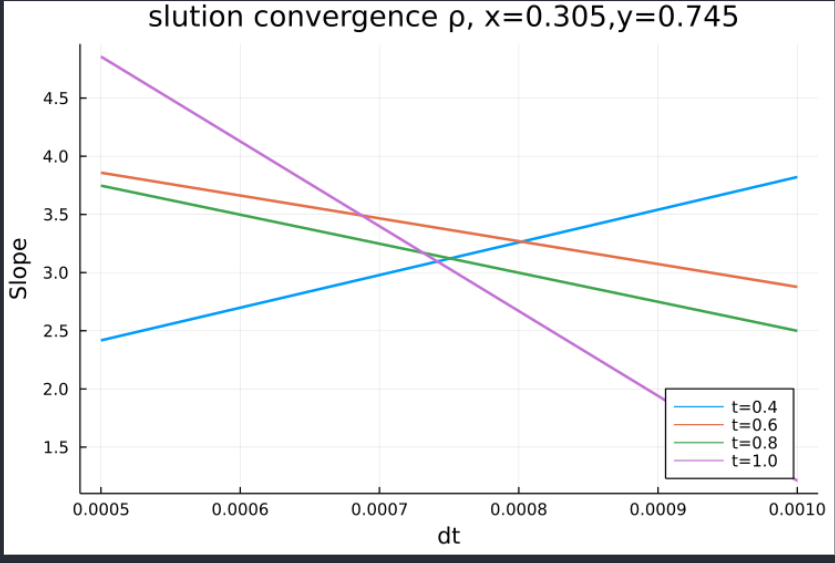 slution convergence ρ, x=0.305,y=0.745
Slope
4.5
4.0
3.5
3.0
2.5
2.0
1.5
t=0.4
t=0.6
t=0.8
t=1.0
0.0005 0.0006 0.0007 0.0008 0.0009 0.0010
dt